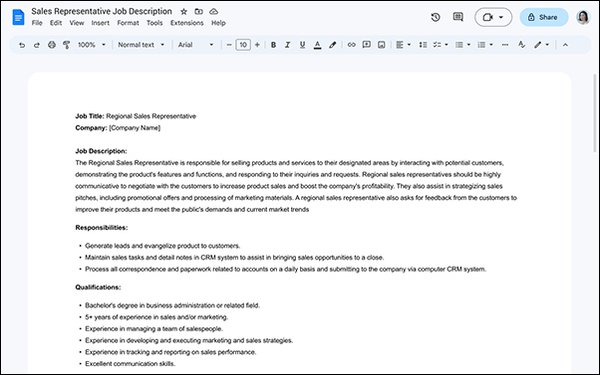 Sales Representative Job Description
File Edit View Insert Format Tools Extensions Help
Share
100% Normal text Arial 10 B I U A
Job Title: Regional Sales Representative
Company: [Company Name]
Job Description:
The Regional Sales Representative is responsible for selling products and services to their designated areas by interacting with potential customers,
demonstrating the product's features and functions, and responding to their inquiries and requests. Regional sales representatives should be highly
communicative to negotiate with the customers to increase product sales and boost the company's profitability. They also assist in strategizing sales
pitches, including promotional offers and processing of marketing materials. A regional sales representative also asks for feedback from the customers to
improve their products and meet the public's demands and current market trends
Responsibilities:
• Generate leads and evangelize product to customers.
• Maintain sales tasks and detail notes in CRM system to assist in bringing sales opportunities to a close.
• Process all correspondence and paperwork related to accounts on a daily basis and submitting to the company via computer CRM system.
Qualifications:
• Bachelor's degree in business administration or related field.
• 5+ years of experience in sales and/or marketing.
• Experience in managing a team of salespeople.
• Experience in developing and executing marketing and sales strategies.
• Experience in tracking and reporting on sales performance.
• Excellent communication skills.